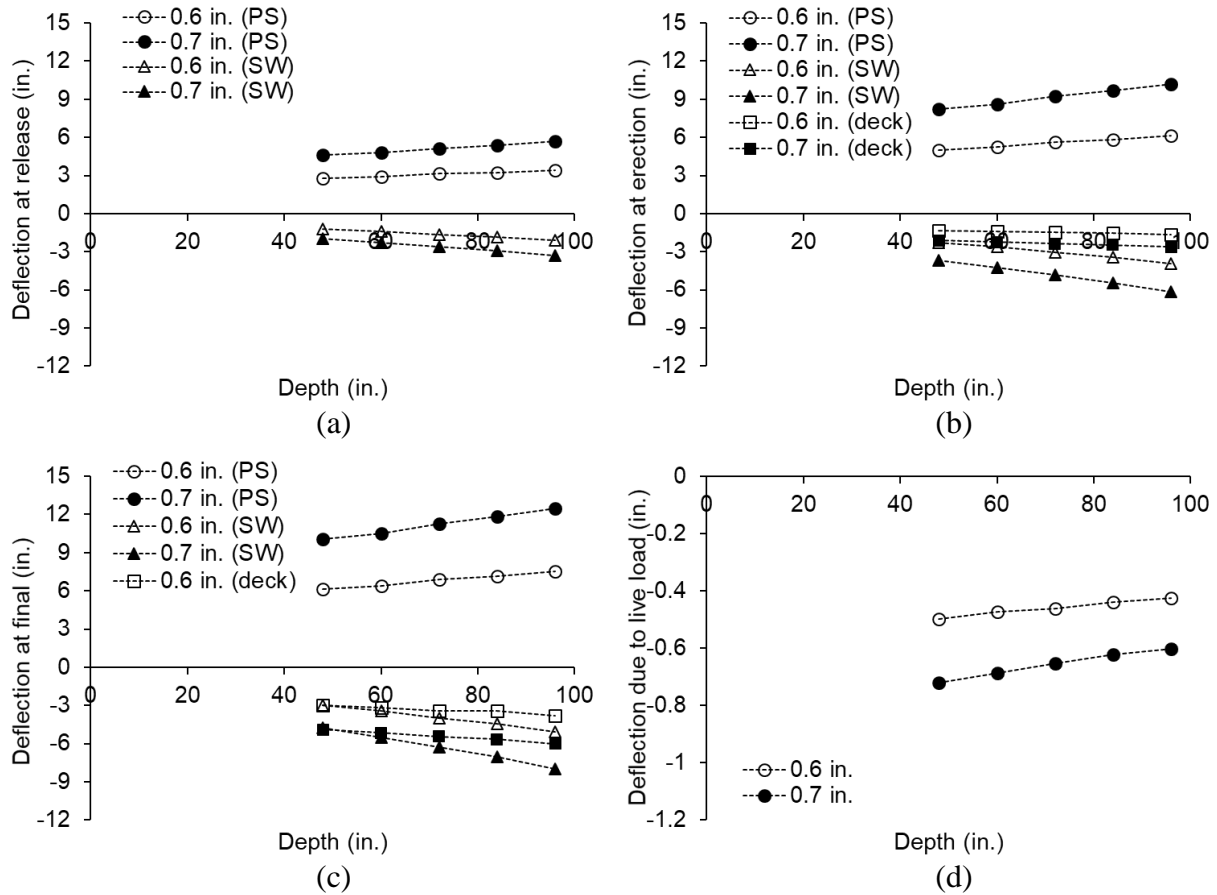 15
12
9
6
3
0
-3
-6
-9
-12
0
20
40
60
80
100
Deflection at release (in.)
0.6 in. (PS)
0.7 in. (PS)
0.6 in. (SW)
0.7 in. (SW)
Depth (in.)
(a)
15
12
9
6
3
0
-3
-6
-9
-12
0
20
40
60
80
100
Deflection at erection (in.)
0.6 in. (PS)
0.7 in. (PS)
0.6 in. (SW)
0.7 in. (SW)
0.6 in. (deck)
0.7 in. (deck)
Depth (in.)
(b)
15
12
9
6
3
0
-3
-6
-9
-12
0
20
40
60
80
100
Deflection at final (in.)
0.6 in. (PS)
0.7 in. (PS)
0.6 in. (SW)
0.7 in. (SW)
0.6 in. (deck)
Depth (in.)
(c)
0
-0.2
-0.4
-0.6
-0.8
-1
-1.2
0
20
40
60
80
100
Deflection due to live load (in.)
0.6 in.
0.7 in.
Depth (in.)
(d)